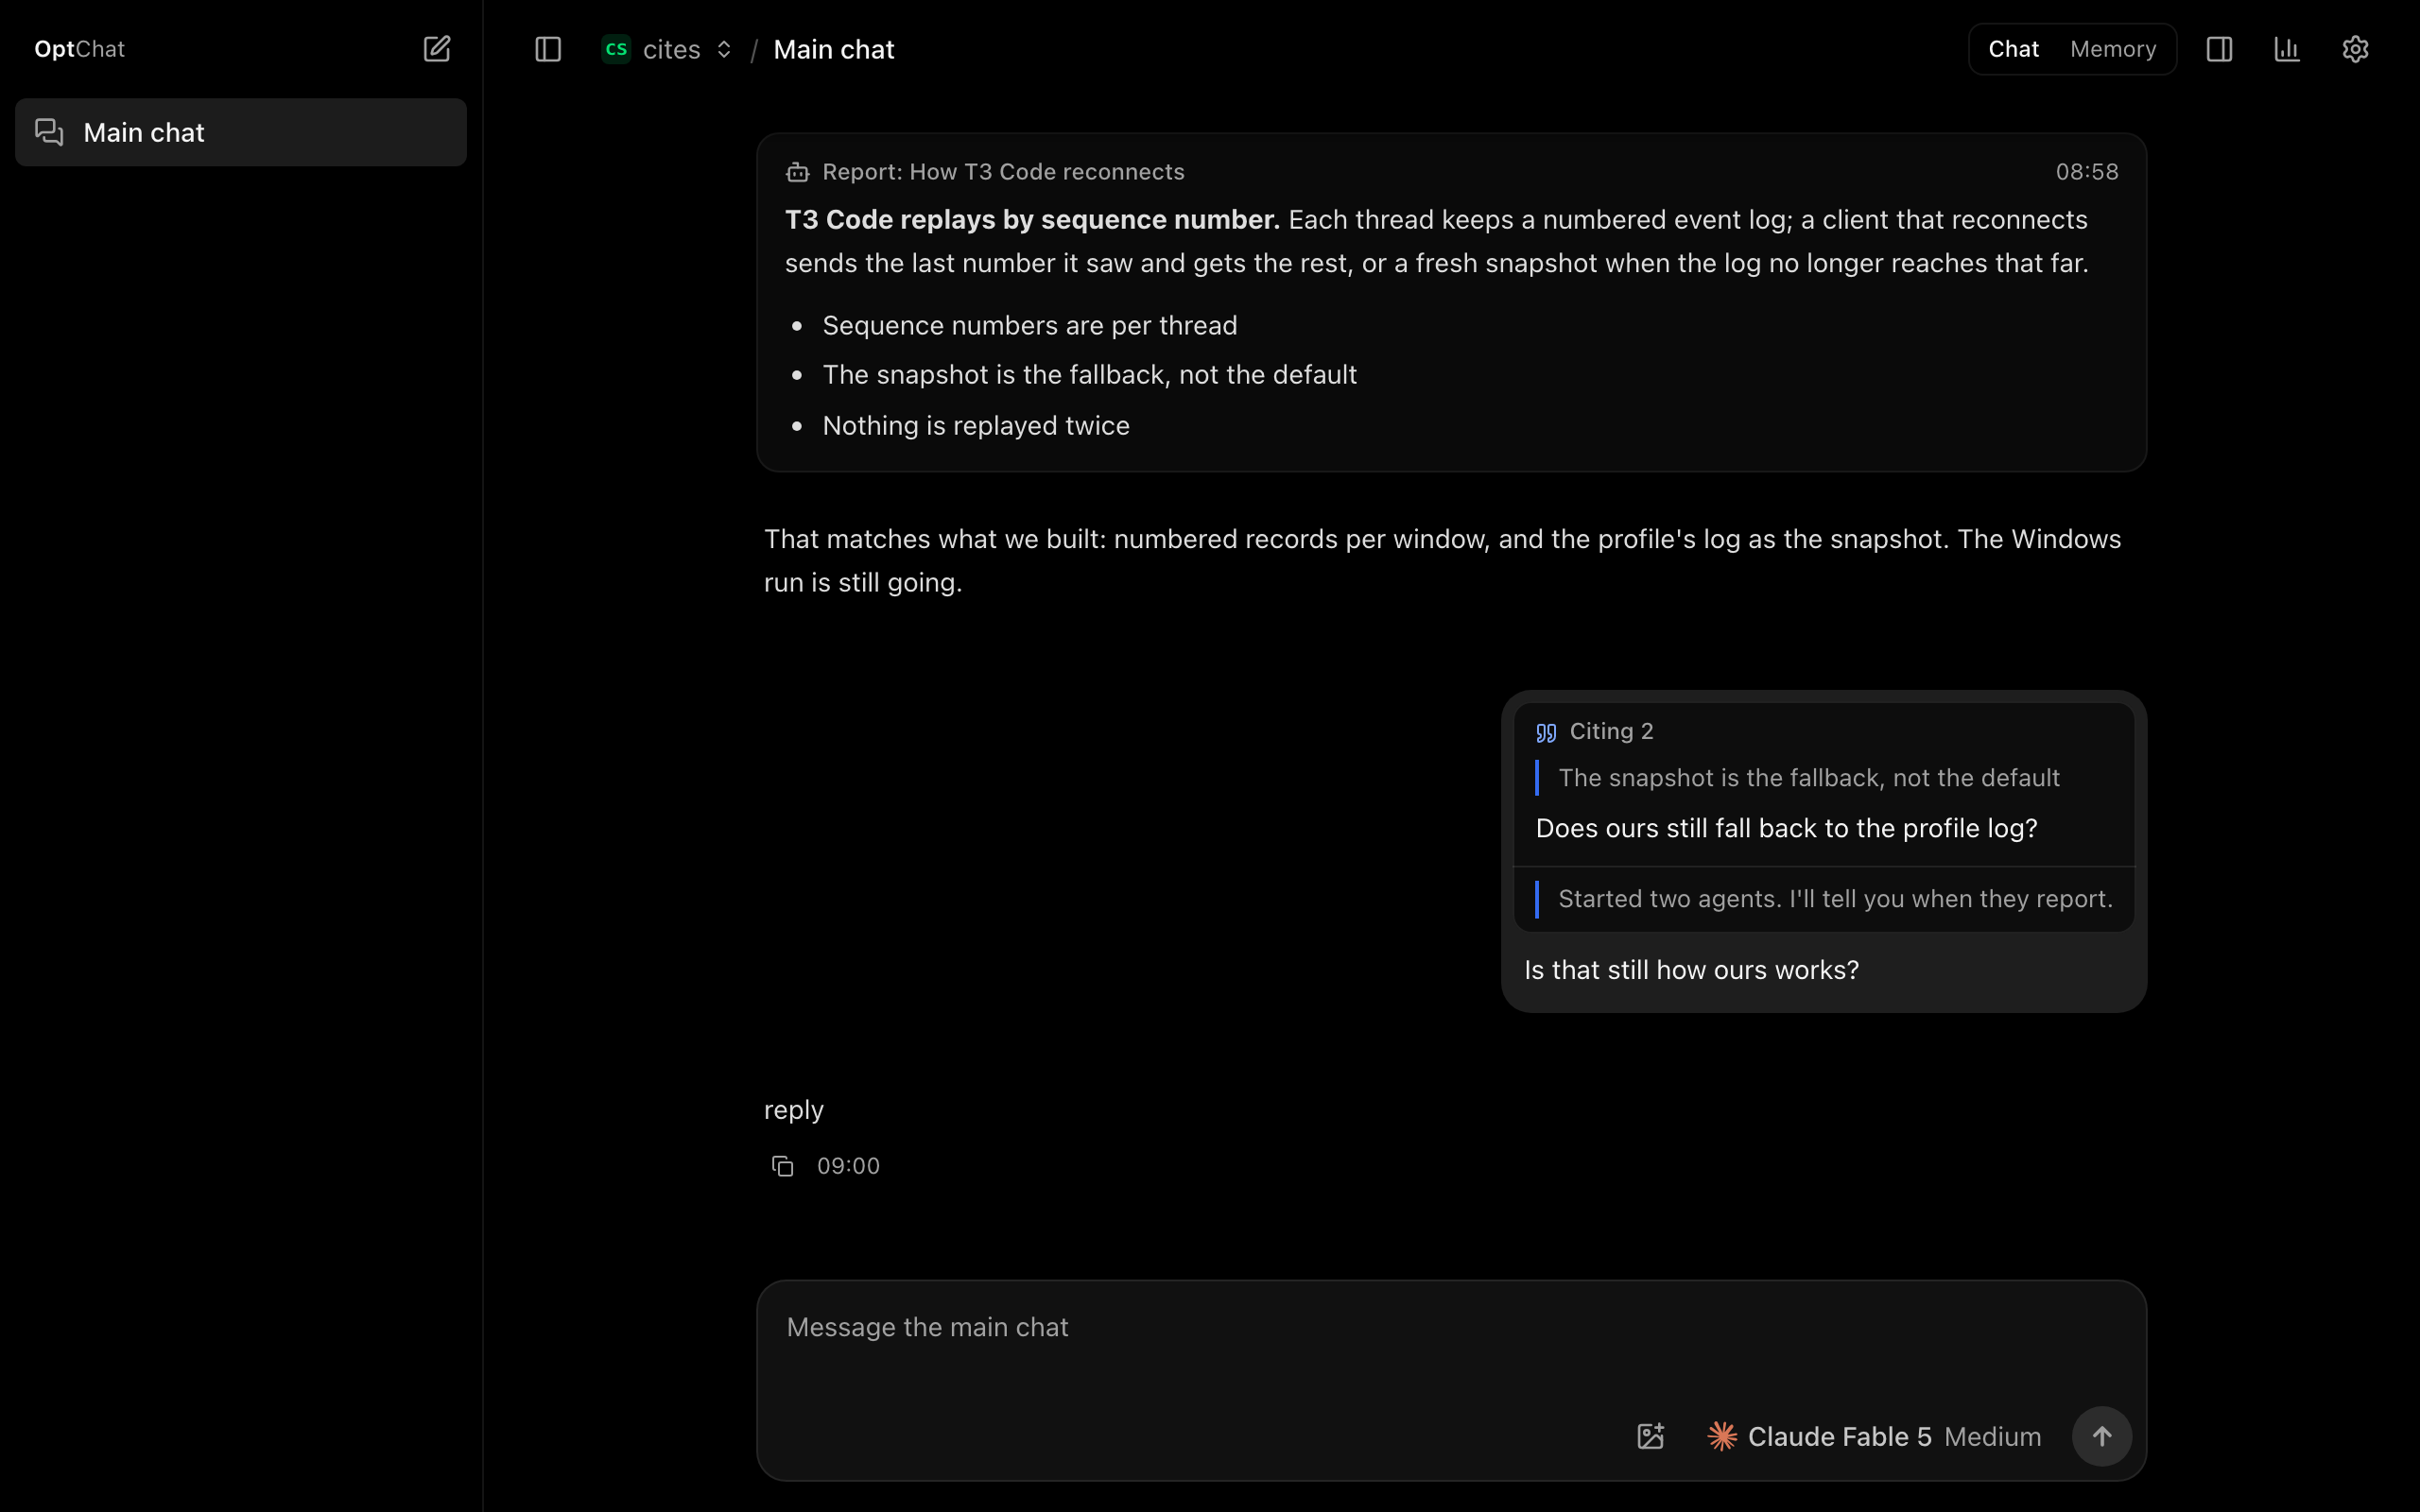 OptChat
CS cites / Main chat
Chat Memory
Main chat
Report: How T3 Code reconnects 08:58
T3 Code replays by sequence number. Each thread keeps a numbered event log; a client that reconnects
sends the last number it saw and gets the rest, or a fresh snapshot when the log no longer reaches that far.
• Sequence numbers are per thread
• The snapshot is the fallback, not the default
• Nothing is replayed twice
That matches what we built: numbered records per window, and the profile's log as the snapshot. The Windows
run is still going.
Citing 2
The snapshot is the fallback, not the default
Does ours still fall back to the profile log?
Started two agents. I'll tell you when they report.
Is that still how ours works?
reply
09:00
Message the main chat
Claude Fable 5 Medium